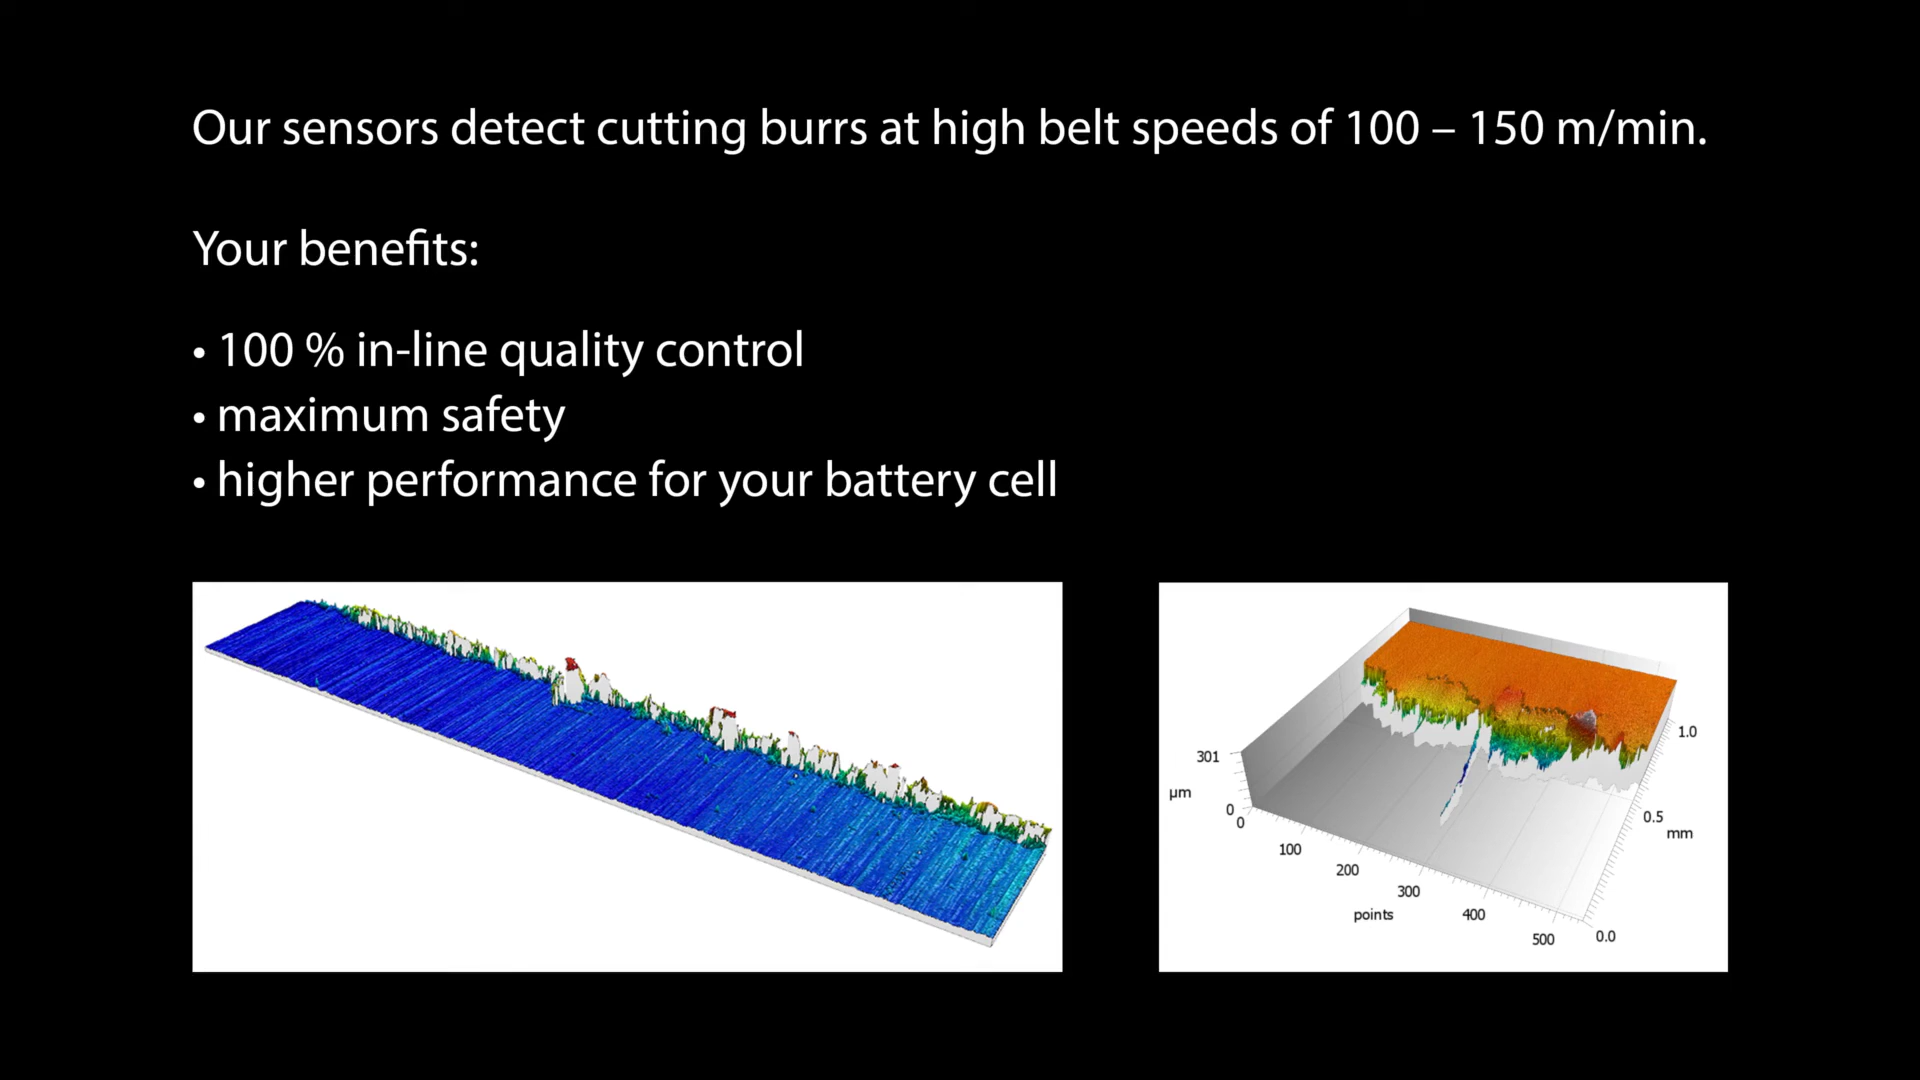 Our sensors detect cutting burrs at high belt speeds of 100 – 150 m/min.
Your benefits:
• 100 % in-line quality control
• maximum safety
• higher performance for your battery cell
301
µm
0
0
100
200
300
points
400
500
0.0
0.5
mm
1.0